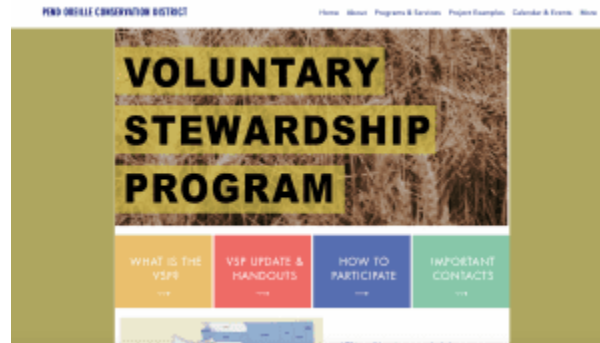 PEND OREILLE CONSERVATION DISTRICT
Home About Programs & Services Project Examples Calendar & Events More
VOLUNTARY
STEWARDSHIP
PROGRAM
WHAT IS THE
VSP?
VSP UPDATE &
HANDOUTS
HOW TO
PARTICIPATE
IMPORTANT
CONTACTS